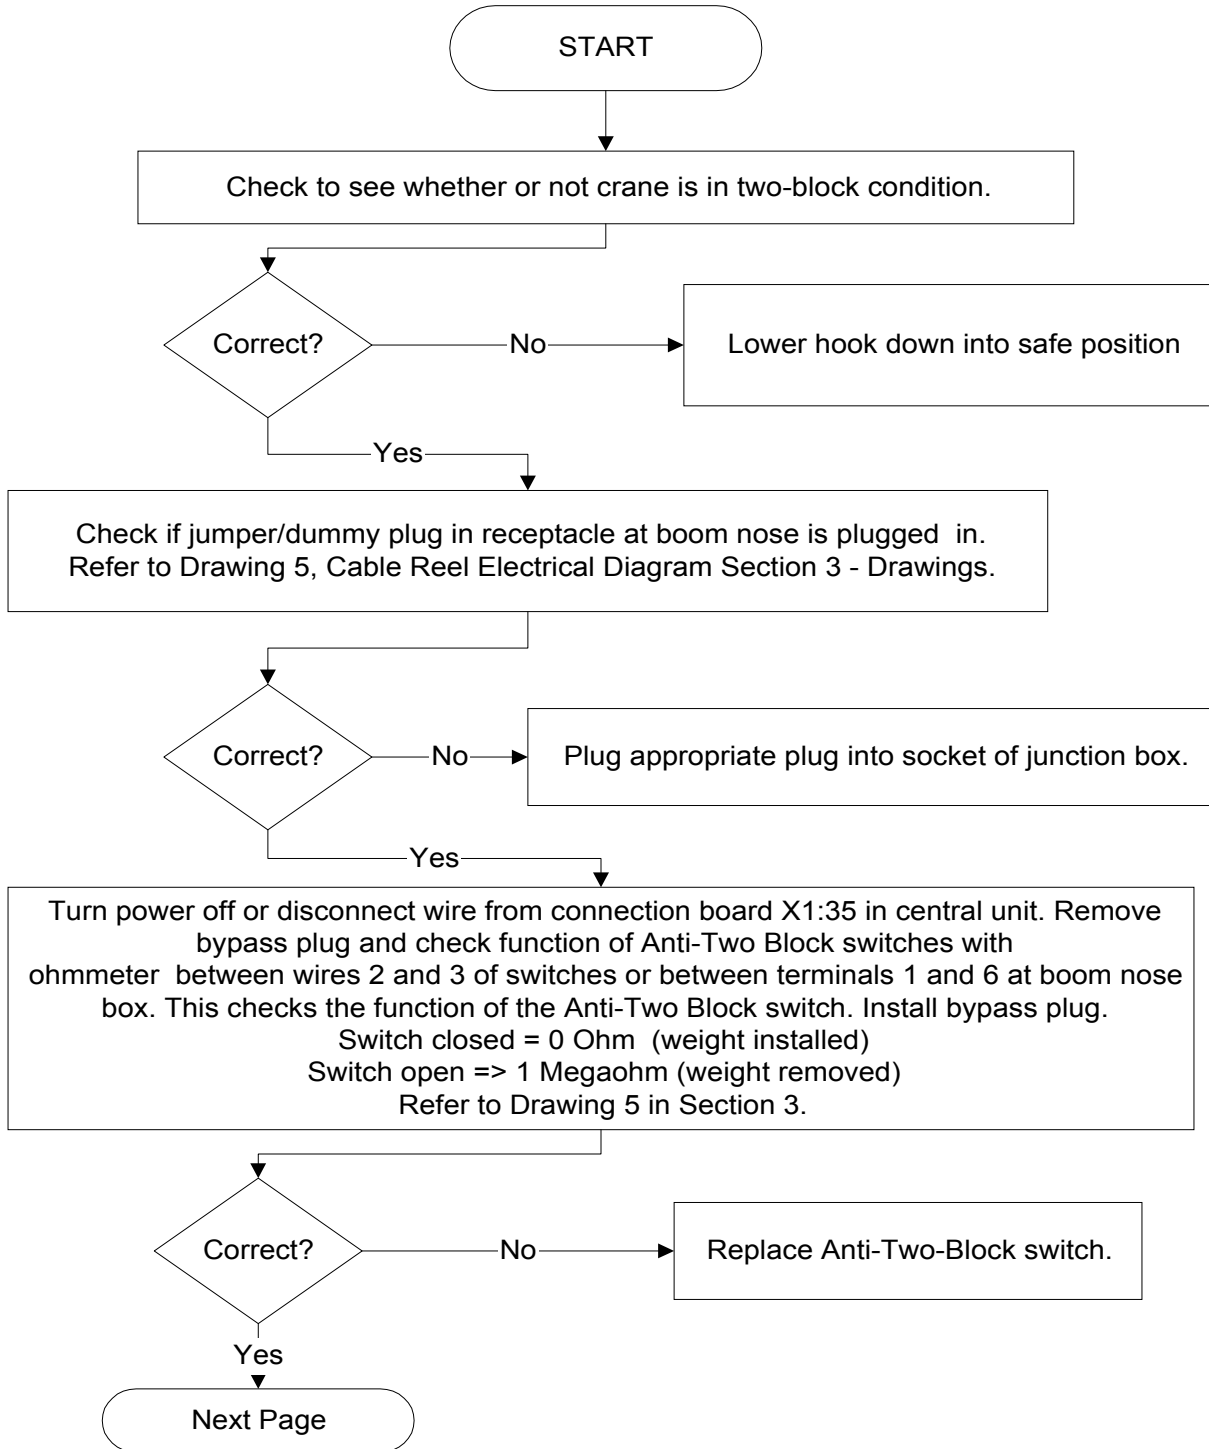 START
Check to see whether or not crane is in two-block condition.
Correct?
No
Lower hook down into safe position
Yes
Check if jumper/dummy plug in receptacle at boom nose is plugged in.
Refer to Drawing 5, Cable Reel Electrical Diagram Section 3 - Drawings.
Correct?
No
Plug appropriate plug into socket of junction box.
Yes
Turn power off or disconnect wire from connection board X1:35 in central unit. Remove
bypass plug and check function of Anti-Two Block switches with
ohmmeter between wires 2 and 3 of switches or between terminals 1 and 6 at boom nose
box. This checks the function of the Anti-Two Block switch. Install bypass plug.
Switch closed = 0 Ohm (weight installed)
Switch open => 1 Megaohm (weight removed)
Refer to Drawing 5 in Section 3.
Correct?
No
Replace Anti-Two-Block switch.
Yes
Next Page